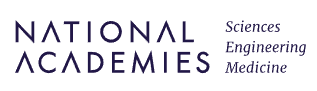 NATIONAL
ACADEMIES
Sciences
Engineering
Medicine